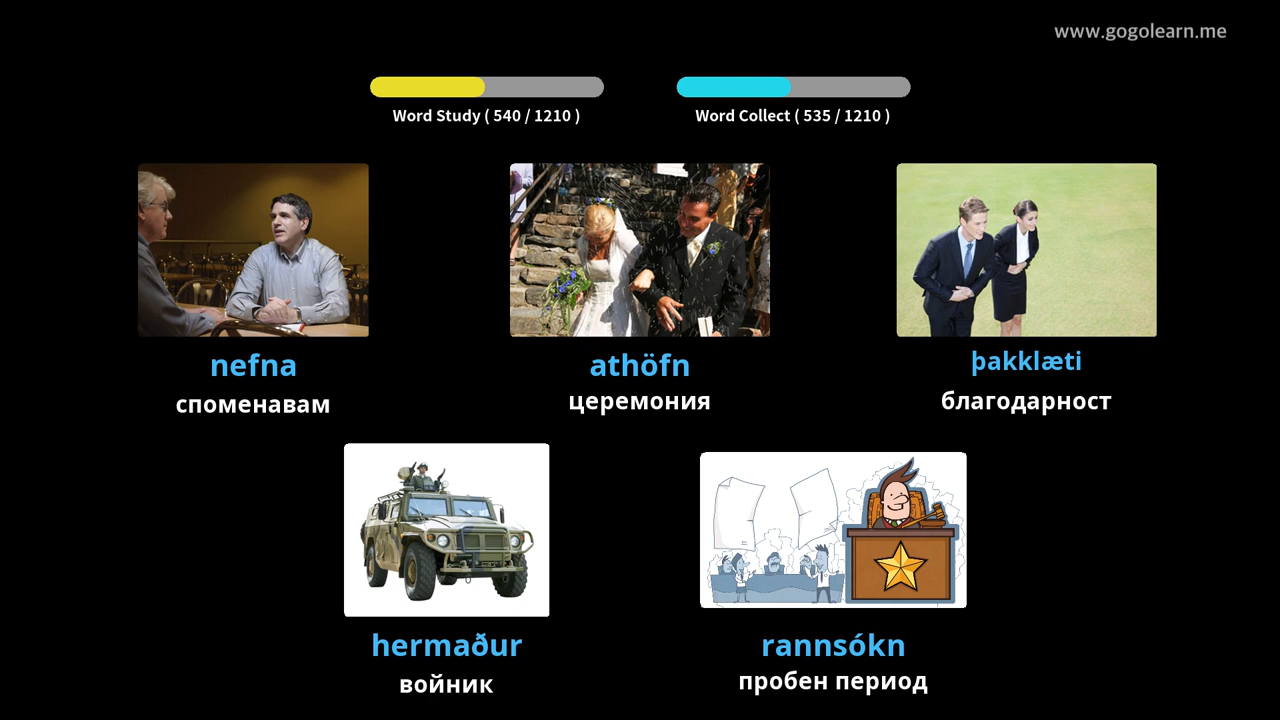 www.gogolearn.me
Word Study ( 540 / 1210 )
Word Collect ( 535 / 1210 )
nefna
споменавам
athöfn
церемония
þakklæti
благодарност
hermaður
войник
rannsókn
пробен период